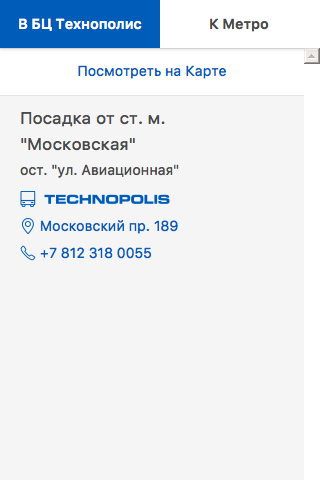 В БЦ Технополис
К Метро
Посмотреть на Карте
Посадка от ст. м.
"Московская"
ост. "ул. Авиационная"
TECHNOPOLIS
Московский пр. 189
+7 812 318 0055